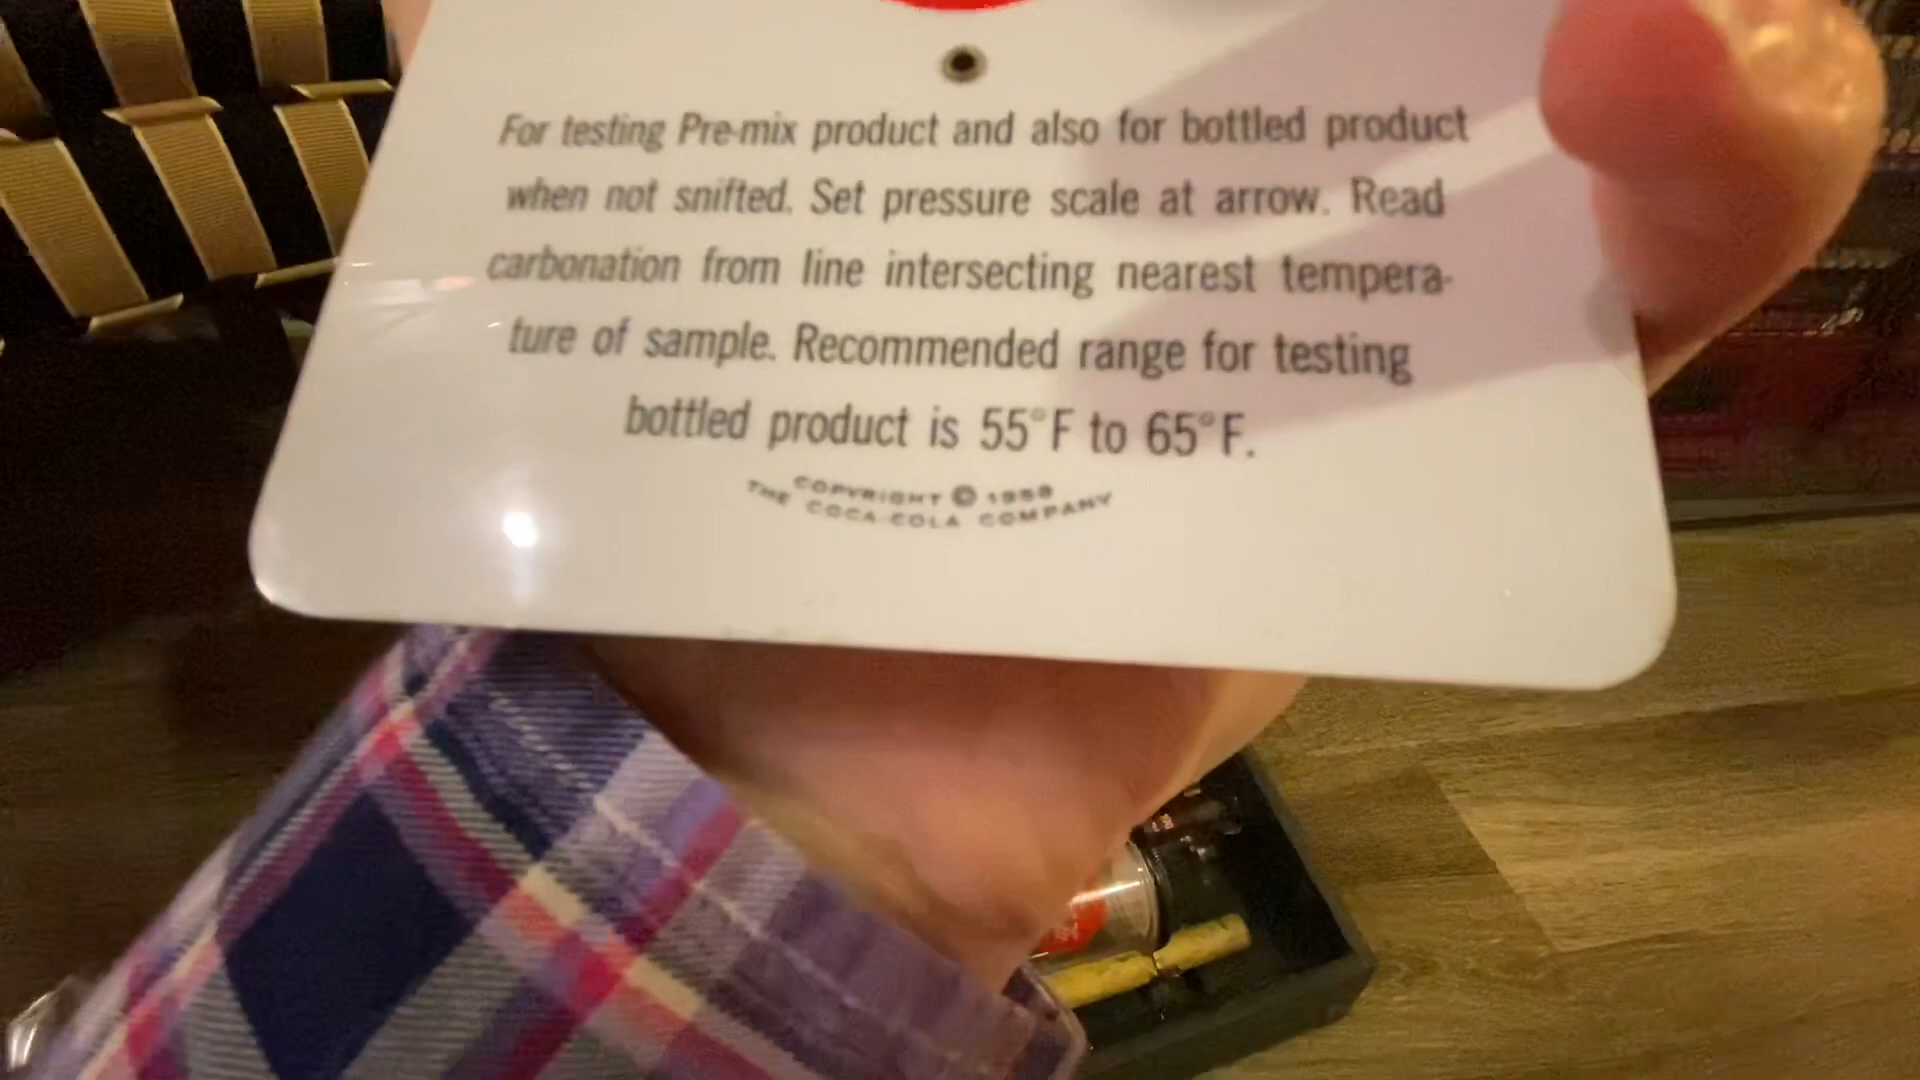 For testing Pre-mix product and also for bottled product
when not snifted. Set pressure scale at arrow. Read
carbonation from line intersecting nearest tempera-
ture of sample. Recommended range for testing
bottled product is 55°F to 65°F.
COPYRIGHT © 1958
THE COCA-COLA COMPANY